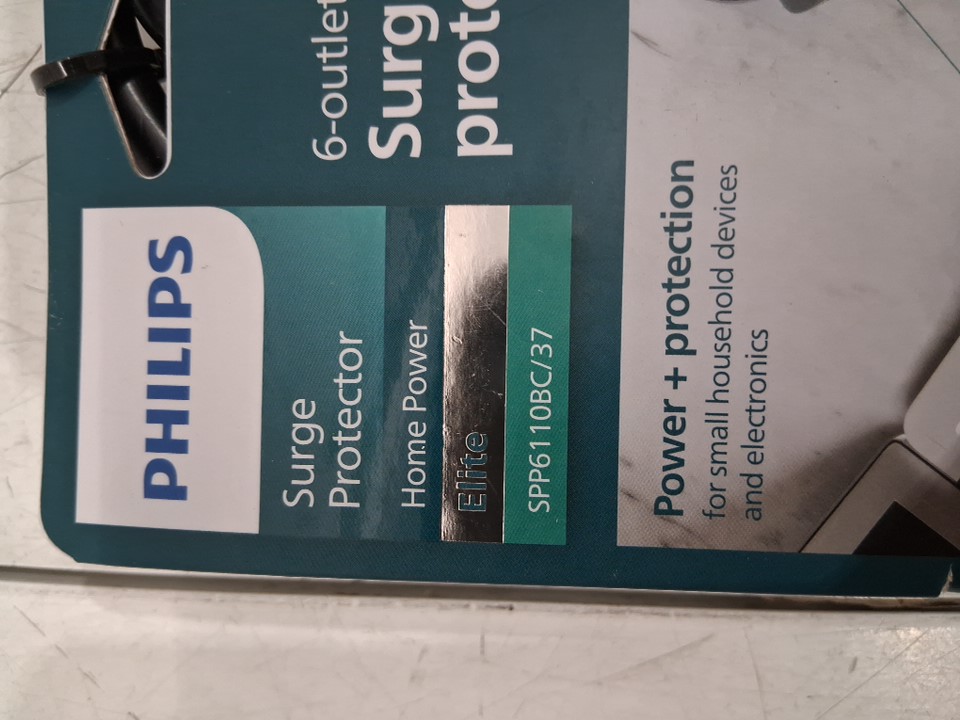 PHILIPS
Surge
Protector
Home Power
Elite
SPP6110BC/37
6-outlet
Surg
prote
Power + protection
for small household devices
and electronics